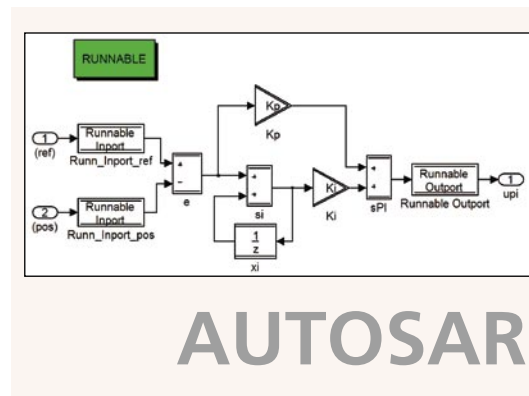 RUNNABLE
Kp
Kp
1
(ref)
Runnable
Inport
Runn_Inport_ref
+
−
e
2
(pos)
Runnable
Inport
Runn_Inport_pos
+
+
si
1
z
xi
Ki
Ki
+
+
sPI
Runnable
Outport
Runnable Outport
1
upi
AUTOSAR